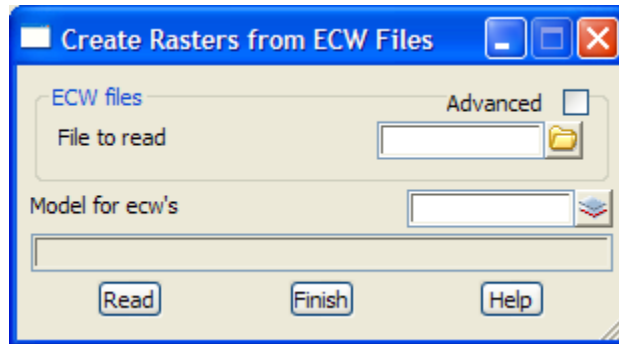 Create Rasters from ECW Files
ECW files
Advanced
File to read
Model for ecw's
Read Finish Help